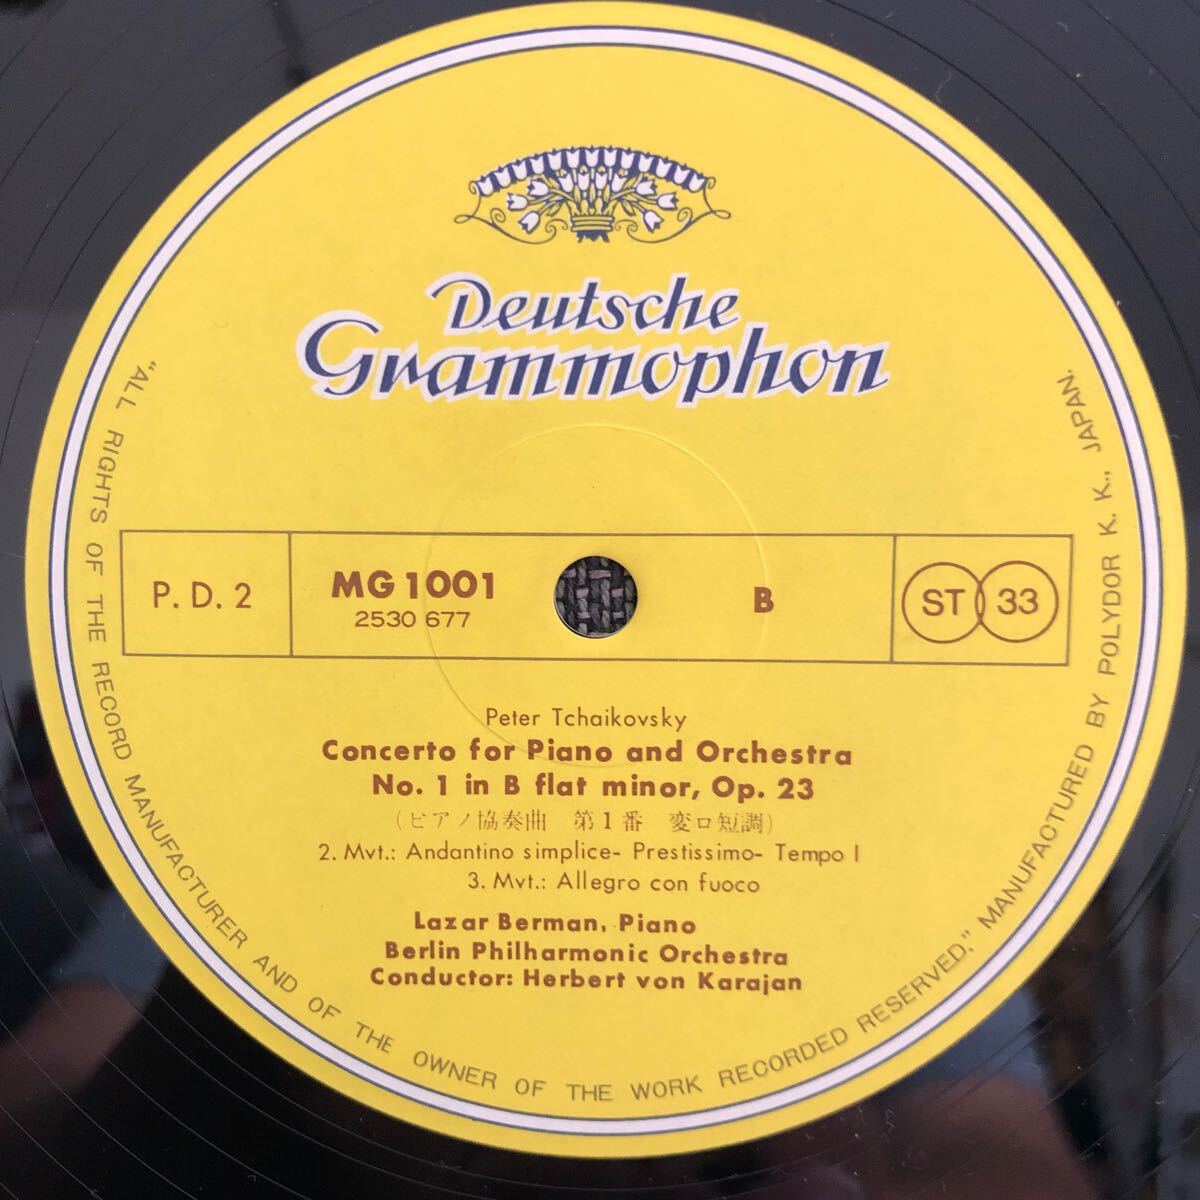 Deutsche
Grammophon
P. D. 2
MG 1001
2530 677
B
ST 33
Peter Tchaikovsky
Concerto for Piano and Orchestra
No. 1 in B flat minor, Op. 23
(ピアノ協奏曲 第1番 変ロ短調)
2. Mvt.: Andantino simplice- Prestissimo- Tempo I
3. Mvt.: Allegro con fuoco
Lazar Berman, Piano
Berlin Philharmonic Orchestra
Conductor: Herbert von Karajan
"ALL RIGHTS OF THE RECORD MANUFACTURER AND OF THE OWNER OF THE WORK RECORDED RESERVED." MANUFACTURED BY POLYDOR K. K., JAPAN.